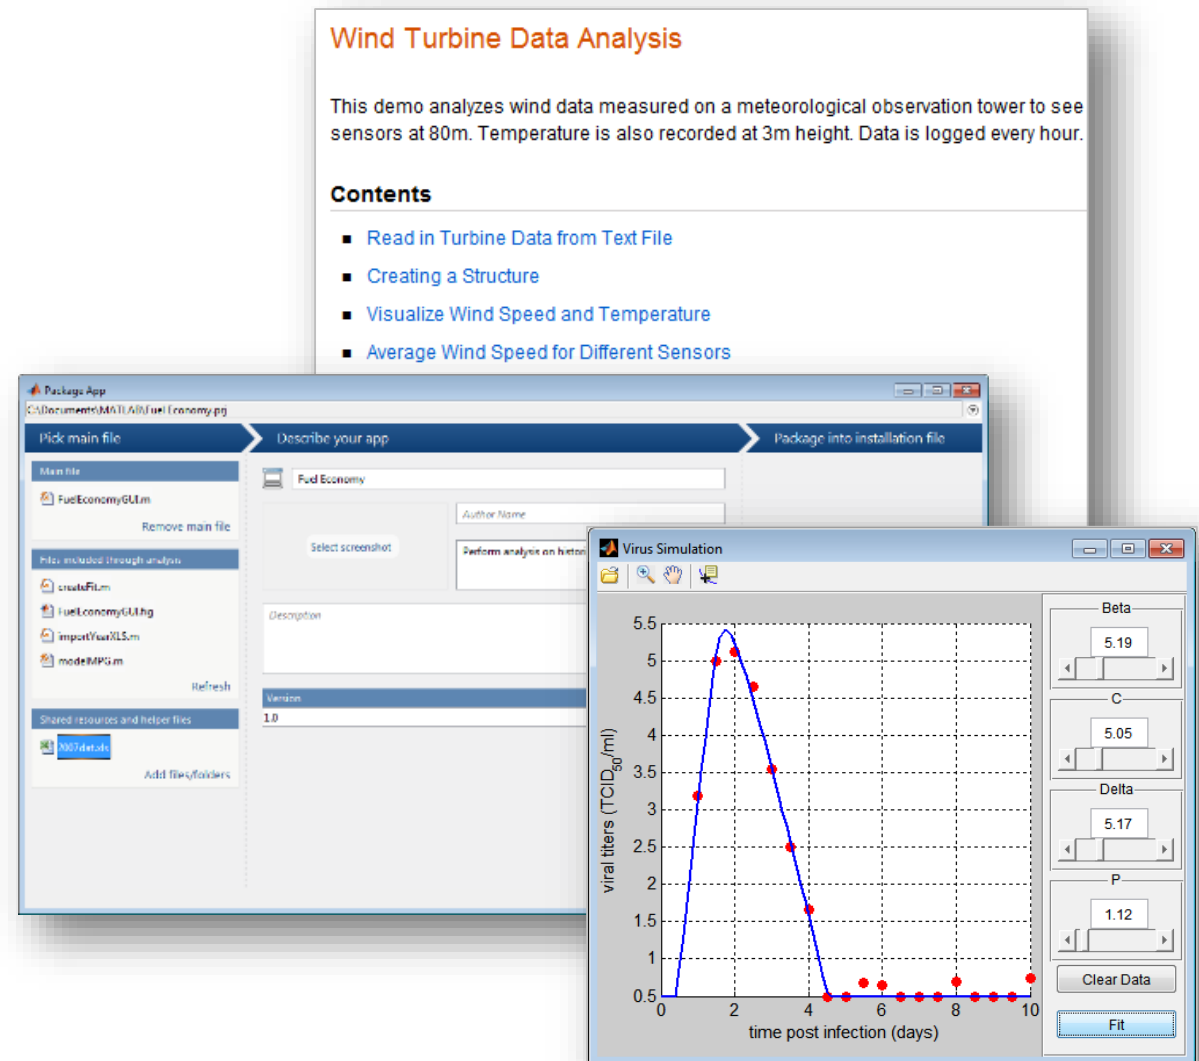 Wind Turbine Data Analysis
This demo analyzes wind data measured on a meteorological observation tower to see
sensors at 80m. Temperature is also recorded at 3m height. Data is logged every hour.
Contents
Read in Turbine Data from Text File
Creating a Structure
Visualize Wind Speed and Temperature
Average Wind Speed for Different Sensors
Package App
C:\Documents\MATLAB\Fuel Economy.prj
Pick main file
Describe your app
Package into installation file
Main file
FuelEconomyGUI.m
Remove main file
Files included through analysis
createFit.m
FuelEconomyGUI.fig
importYearXLS.m
modelMPG.m
Refresh
Shared resources and helper files
2007dat.xls
Add files/folders
Fuel Economy
Author Name
Select screenshot
Perform analysis on histori
Description
Version
1.0
Virus Simulation
5.5
5
4.5
4
3.5
3
2.5
2
1.5
1
0.5
0
2
4
6
8
10
viral titers (TCID50/ml)
time post infection (days)
Beta
5.19
C
5.05
Delta
5.17
P
1.12
Clear Data
Fit